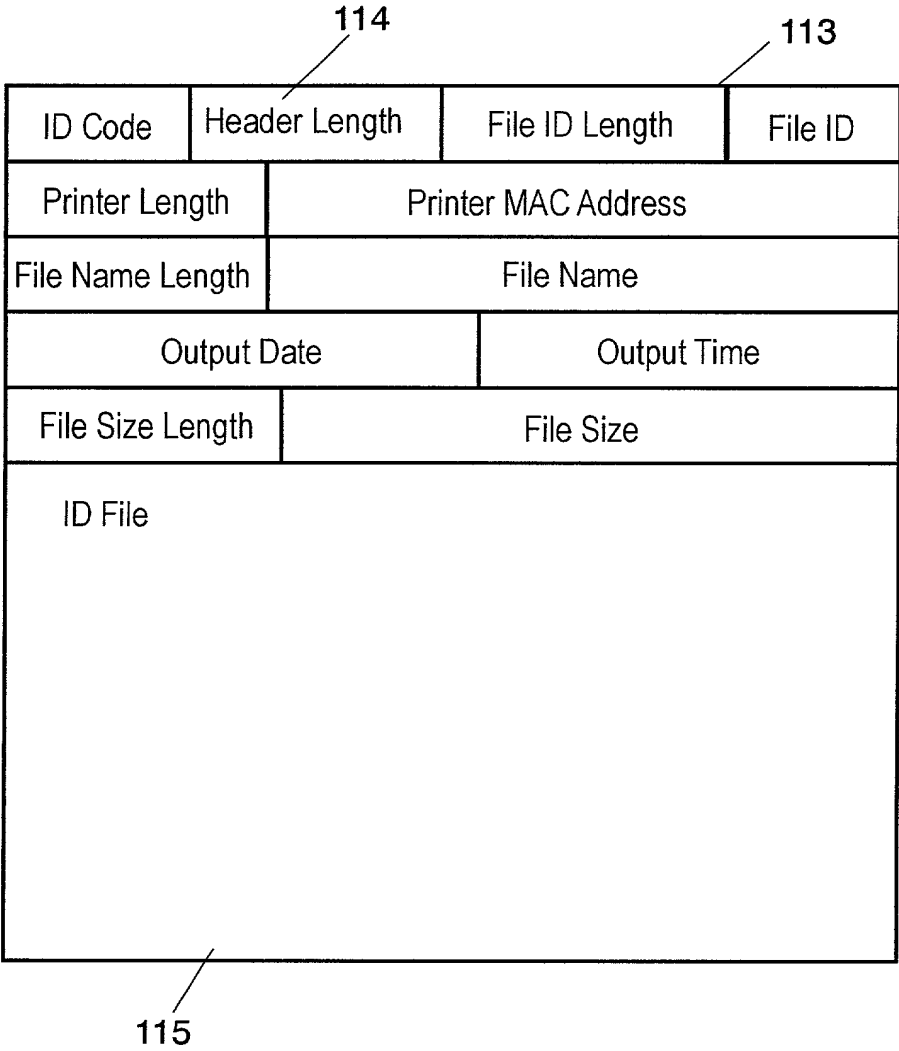 114
113
ID Code Header Length File ID Length File ID
Printer Length Printer MAC Address
File Name Length File Name
Output Date Output Time
File Size Length File Size
ID File
115